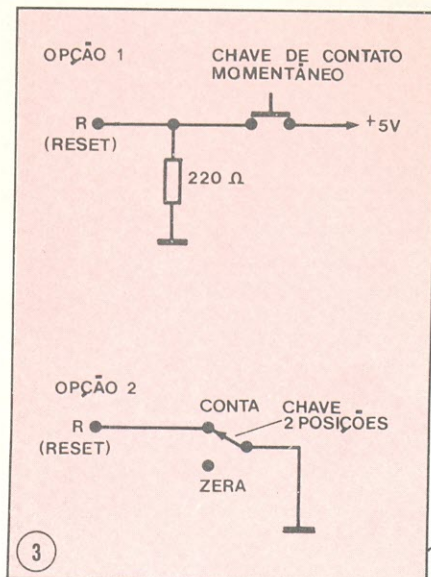 OPÇÃO 1
CHAVE DE CONTATO
MOMENTÂNEO
R
(RESET)
+5V
220 Ω
OPÇÃO 2
CONTA
CHAVE
2 POSIÇÕES
R
(RESET)
ZERA
3